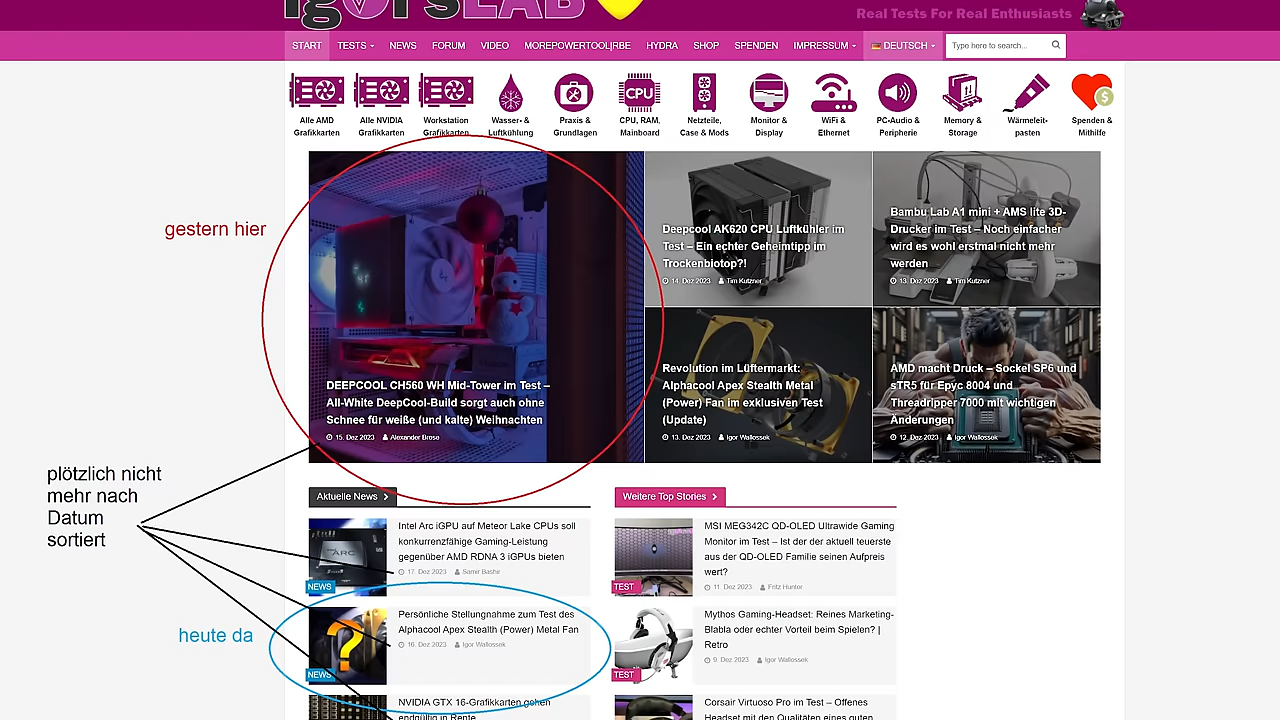 igor'sLAB
Real Tests For Real Enthusiasts
START TESTS NEWS FORUM VIDEO MOREPOWERTOOL|RBE HYDRA SHOP SPENDEN IMPRESSUM DEUTSCH Type here to search...
Alle AMD
Grafikkarten
Alle NVIDIA
Grafikkarten
Workstation
Grafikkarten
Wasser- &
Luftkühlung
Praxis &
Grundlagen
CPU
CPU, RAM,
Mainboard
Netzteile,
Case & Mods
Monitor &
Display
WiFi &
Ethernet
PC-Audio &
Peripherie
Memory &
Storage
Wärmeleit-
pasten
$
Spenden &
Mithilfe
gestern hier
DEEPCOOL CH560 WH Mid-Tower im Test –
All-White DeepCool-Build sorgt auch ohne
Schnee für weiße (und kalte) Weihnachten
15. Dez 2023 Alexander Brose
Deepcool AK620 CPU Luftkühler im
Test – Ein echter Geheimtipp im
Trockenbiotop?!
14. Dez 2023 Tim Kutzner
Bambu Lab A1 mini + AMS lite 3D-
Drucker im Test – Noch einfacher
wird es wohl erstmal nicht mehr
werden
13. Dez 2023 Tim Kutzner
Revolution im Lüftermarkt:
Alphacool Apex Stealth Metal
(Power) Fan im exklusiven Test
(Update)
13. Dez 2023 Igor Wallossek
AMD macht Druck – Sockel SP6 und
sTR5 für Epyc 8004 und
Threadripper 7000 mit wichtigen
Änderungen
12. Dez 2023 Igor Wallossek
plötzlich nicht
mehr nach
Datum
sortiert
heute da
Aktuelle News
ARC
NEWS
Intel Arc iGPU auf Meteor Lake CPUs soll
konkurrenzfähige Gaming-Leistung
gegenüber AMD RDNA 3 iGPUs bieten
17. Dez 2023 Samir Bashir
?
NEWS
Persönliche Stellungnahme zum Test des
Alphacool Apex Stealth (Power) Metal Fan
16. Dez 2023 Igor Wallossek
NVIDIA GTX 16-Grafikkarten gehen
endgültig in Rente
Weitere Top Stories
TEST
MSI MEG342C QD-OLED Ultrawide Gaming
Monitor im Test – Ist der der aktuell teuerste
aus der QD-OLED Familie seinen Aufpreis
wert?
11. Dez 2023 Fritz Hunter
TEST
Mythos Gaming-Headset: Reines Marketing-
Blabla oder echter Vorteil beim Spielen? |
Retro
9. Dez 2023 Igor Wallossek
Corsair Virtuoso Pro im Test – Offenes
Headset mit den Qualitäten eines guten